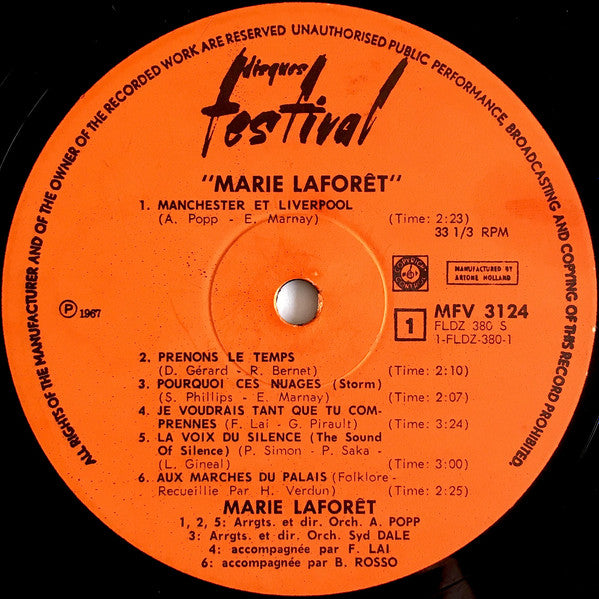 ALL RIGHTS OF THE MANUFACTURER AND OF THE OWNER OF THE RECORDED WORK ARE RESERVED UNAUTHORISED PUBLIC PERFORMANCE, BROADCASTING AND COPYING OF THIS RECORD PROHIBITED.
disques
festival
"MARIE LAFORÊT"
1. MANCHESTER ET LIVERPOOL
(A. Popp - E. Marnay) (Time: 2:23)
33 1/3 RPM
MANUFACTURED BY
ARTONE HOLLAND
Ⓟ 1967
1 MFV 3124
FLDZ 380 S
1-FLDZ-380-1
2. PRENONS LE TEMPS
(D. Gérard - R. Bernet) (Time: 2:10)
3. POURQUOI CES NUAGES (Storm)
(S. Phillips - E. Marnay) (Time: 2:07)
4. JE VOUDRAIS TANT QUE TU COM-
PRENNES (F. Lai - G. Pirault) (Time: 3:24)
5. LA VOIX DU SILENCE (The Sound
Of Silence) (P. Simon - P. Saka -
(L. Gineal) (Time: 3:00)
6. AUX MARCHES DU PALAIS (Folklore-
Recueillie Par H. Verdun) (Time: 2:25)
MARIE LAFORÊT
1, 2, 5: Arrgts. et dir. Orch. A. POPP
3: Arrgts. et dir. Orch. Syd DALE
4: accompagnée par F. LAI
6: accompagnée par B. ROSSO